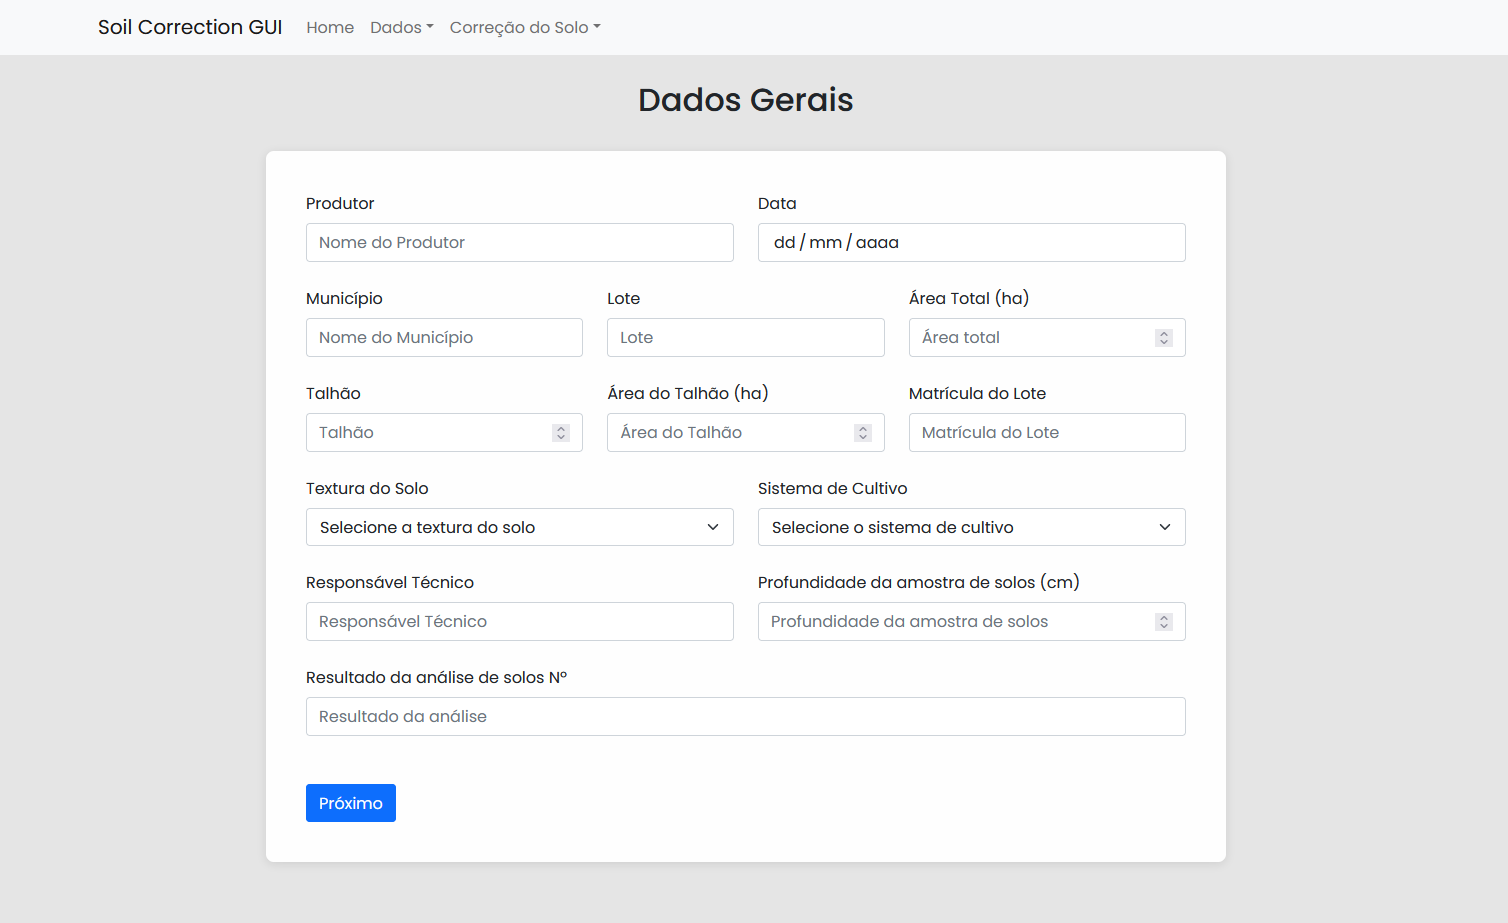 Soil Correction GUI Home Dados Correção do Solo
Dados Gerais
Produtor Data
Nome do Produtor dd / mm / aaaa
Município Lote Área Total (ha)
Nome do Município Lote Área total
Talhão Área do Talhão (ha) Matrícula do Lote
Talhão Área do Talhão Matrícula do Lote
Textura do Solo Sistema de Cultivo
Selecione a textura do solo Selecione o sistema de cultivo
Responsável Técnico Profundidade da amostra de solos (cm)
Responsável Técnico Profundidade da amostra de solos
Resultado da análise de solos Nº
Resultado da análise
Próximo